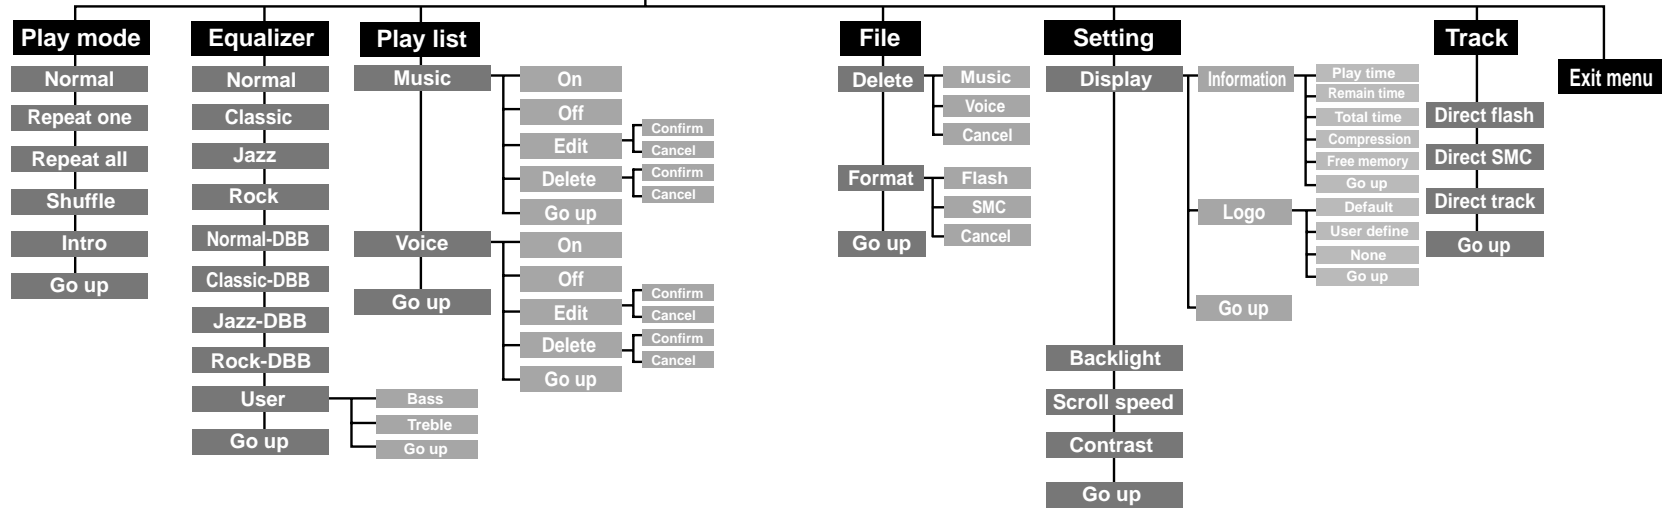 Play mode
Normal
Repeat one
Repeat all
Shuffle
Intro
Go up
Equalizer
Normal
Classic
Jazz
Rock
Normal-DBB
Classic-DBB
Jazz-DBB
Rock-DBB
User
Bass
Treble
Go up
Go up
Play list
Music
On
Off
Edit
Confirm
Cancel
Delete
Confirm
Cancel
Go up
Voice
On
Off
Edit
Confirm
Cancel
Delete
Confirm
Cancel
Go up
Go up
File
Delete
Music
Voice
Cancel
Format
Flash
SMC
Cancel
Go up
Setting
Display
Information
Play time
Remain time
Total time
Compression
Free memory
Go up
Logo
Default
User define
None
Go up
Go up
Backlight
Scroll speed
Contrast
Go up
Track
Direct flash
Direct SMC
Direct track
Go up
Exit menu